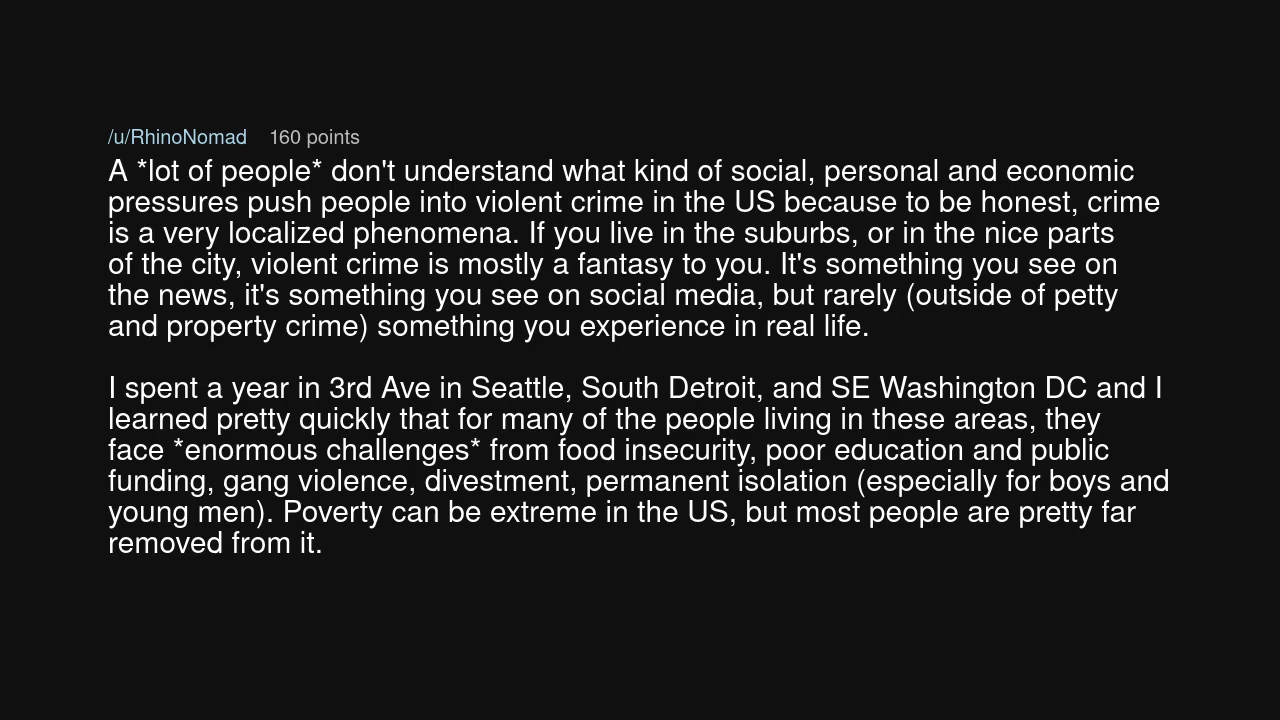 /u/RhinoNomad 160 points
A *lot of people* don't understand what kind of social, personal and economic
pressures push people into violent crime in the US because to be honest, crime
is a very localized phenomena. If you live in the suburbs, or in the nice parts
of the city, violent crime is mostly a fantasy to you. It's something you see on
the news, it's something you see on social media, but rarely (outside of petty
and property crime) something you experience in real life.
I spent a year in 3rd Ave in Seattle, South Detroit, and SE Washington DC and I
learned pretty quickly that for many of the people living in these areas, they
face *enormous challenges* from food insecurity, poor education and public
funding, gang violence, divestment, permanent isolation (especially for boys and
young men). Poverty can be extreme in the US, but most people are pretty far
removed from it.